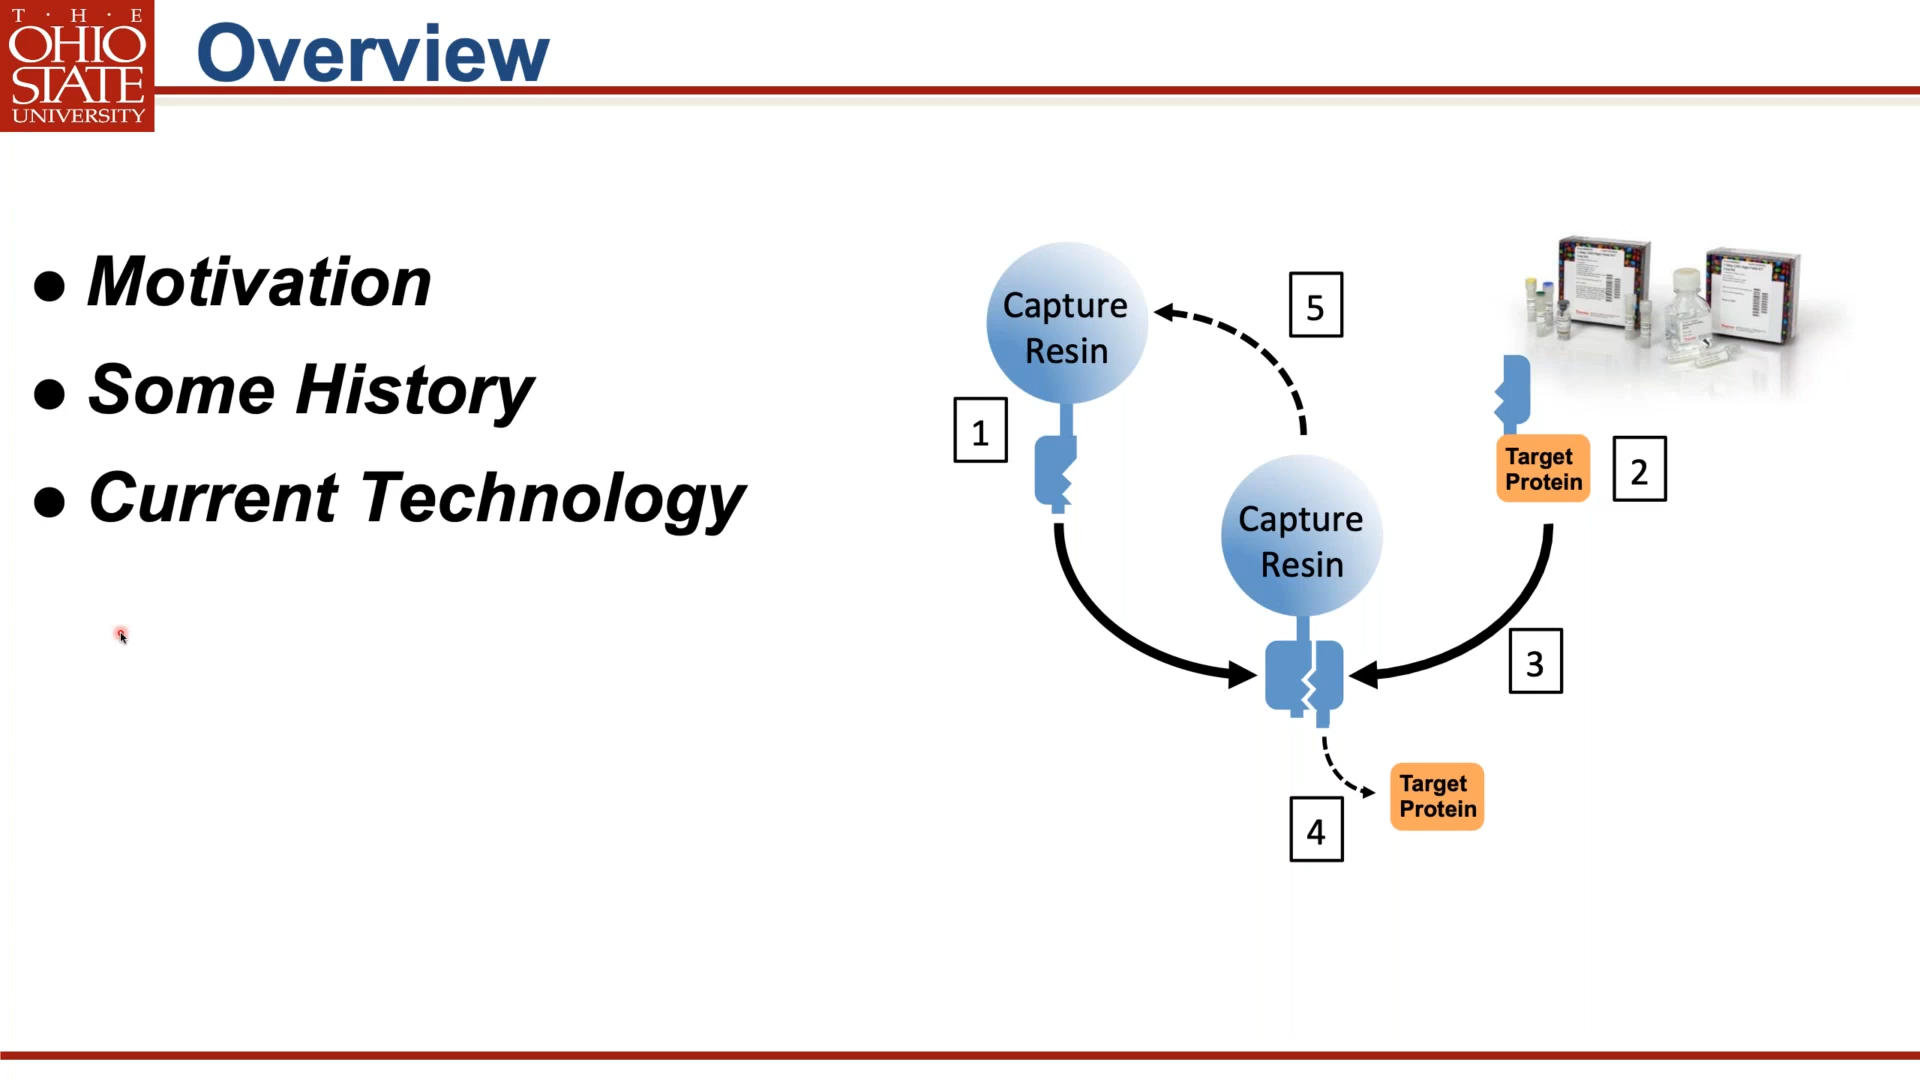 T · H · E
OHIO
STATE
UNIVERSITY
Overview
● Motivation
● Some History
● Current Technology
Capture
Resin
5
1
Target
Protein
2
Capture
Resin
3
Target
Protein
4